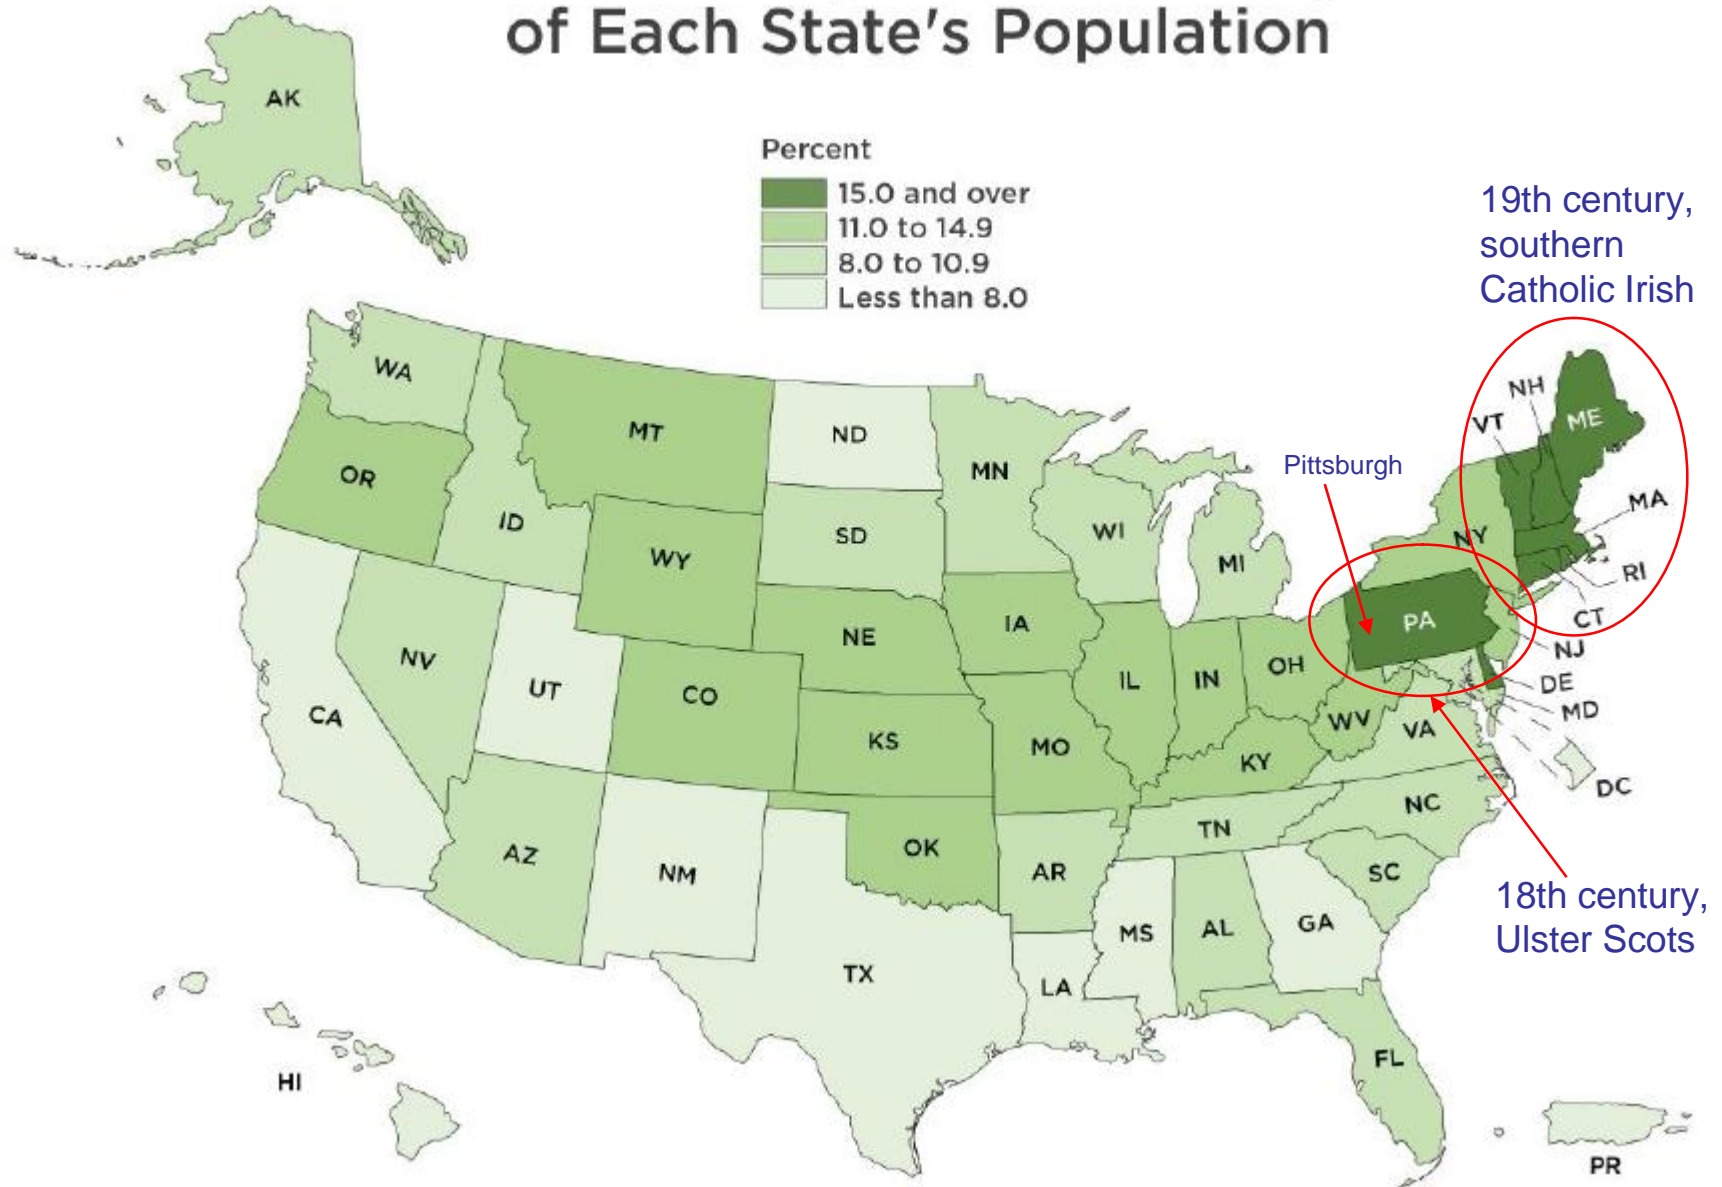 of Each State's Population
AK
Percent
15.0 and over
11.0 to 14.9
8.0 to 10.9
Less than 8.0
19th century,
southern
Catholic Irish
WA
MT
ND
MN
OR
ID
WY
SD
WI
MI
Pittsburgh
NH
VT
ME
MA
NY
RI
CT
PA
NJ
DE
MD
DC
NV
UT
CA
CO
NE
IA
KS
MO
IL
IN
OH
WV
VA
KY
NC
TN
AZ
NM
OK
AR
SC
MS
AL
GA
18th century,
Ulster Scots
TX
LA
FL
HI
PR